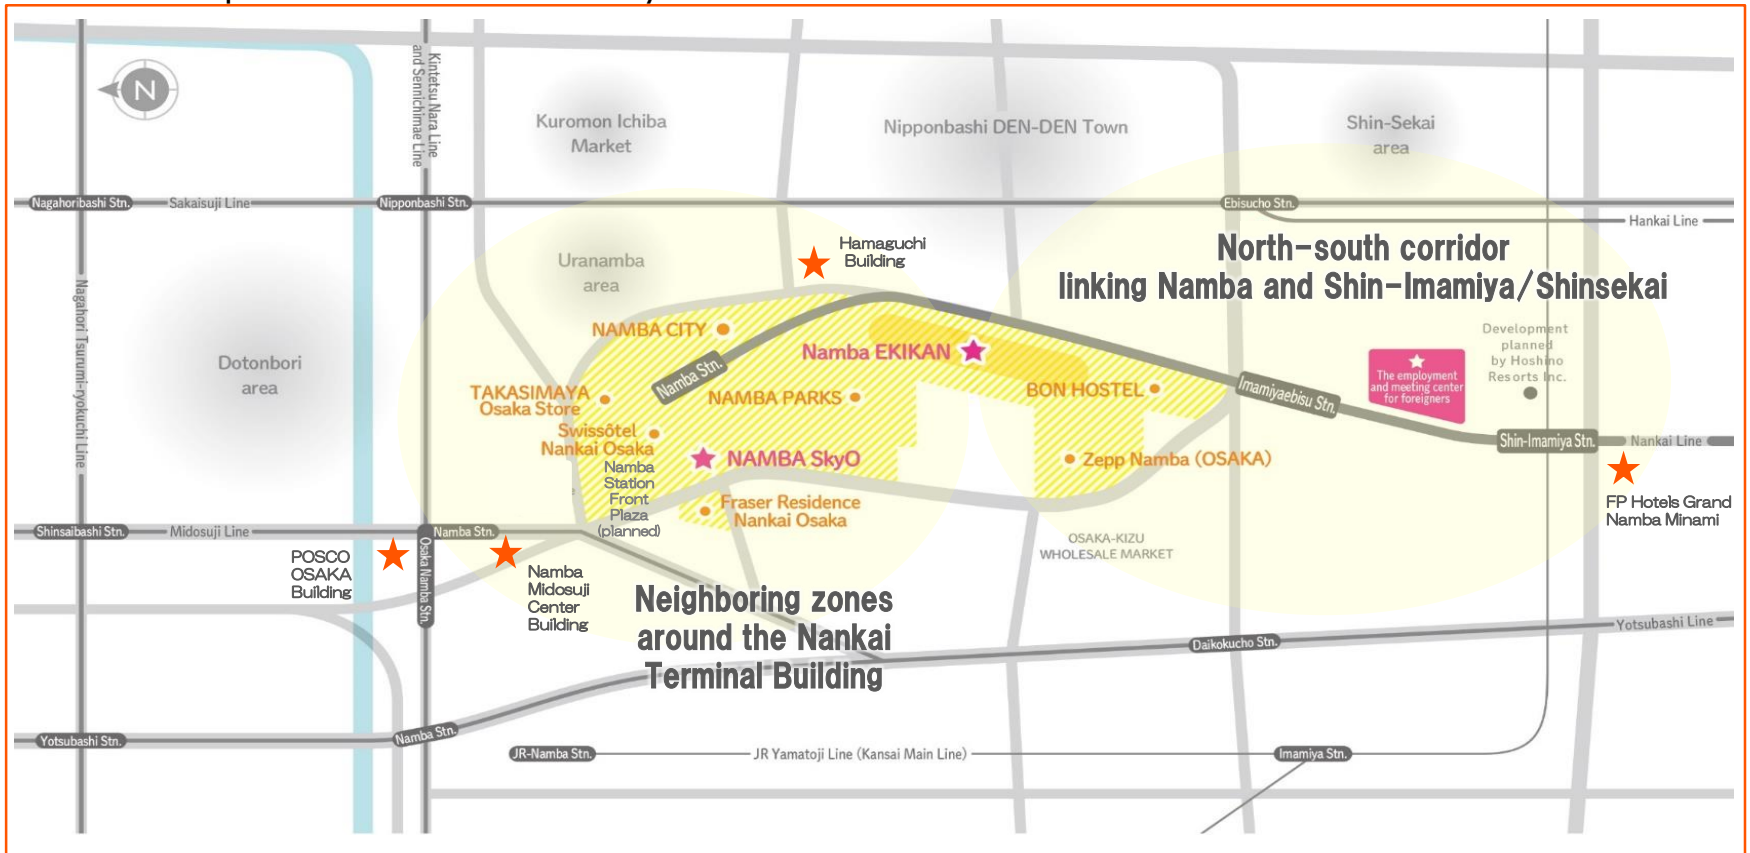 Kintetsu Nara Line
and Sennichimae Line
N
Kuromon Ichiba
Market
Nipponbashi DEN-DEN Town
Shin-Sekai
area
Nagahoribashi Stn.
Sakaisuji Line
Nipponbashi Stn.
Ebisucho Stn.
Hankai Line
Uranamba
area
Hamaguchi
Building
North-south corridor
linking Namba and Shin-Imamiya/Shinsekai
Nagahori Tsurumi-ryokuchi Line
Dotonbori
area
NAMBA CITY
Namba Stn.
Namba EKIKAN
Development
planned
by Hoshino
Resorts Inc.
The employment
and meeting center
for foreigners
TAKASIMAYA
Osaka Store
NAMBA PARKS
BON HOSTEL
Imamiyaebisu Stn.
Swissôtel
Nankai Osaka
Shin-Imamiya Stn.
Nankai Line
Namba
Station
Front
Plaza
(planned)
NAMBA SkyO
Zepp Namba (OSAKA)
Fraser Residence
Nankai Osaka
FP Hotels Grand
Namba Minami
Shinsaibashi Stn.
Midosuji Line
Namba Stn.
Osaka Namba Stn.
OSAKA-KIZU
WHOLESALE MARKET
POSCO
OSAKA
Building
Namba
Midosuji
Center
Building
Neighboring zones
around the Nankai
Terminal Building
Daikokucho Stn.
Yotsubashi Line
Yotsubashi Stn.
Namba Stn.
JR-Namba Stn.
JR Yamatoji Line (Kansai Main Line)
Imamiya Stn.